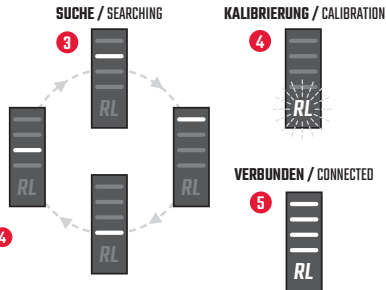 SUCHE / SEARCHING
3
RL
RL
RL
RL
4
KALIBRIERUNG / CALIBRATION
4
RL
VERBUNDEN / CONNECTED
5
RL